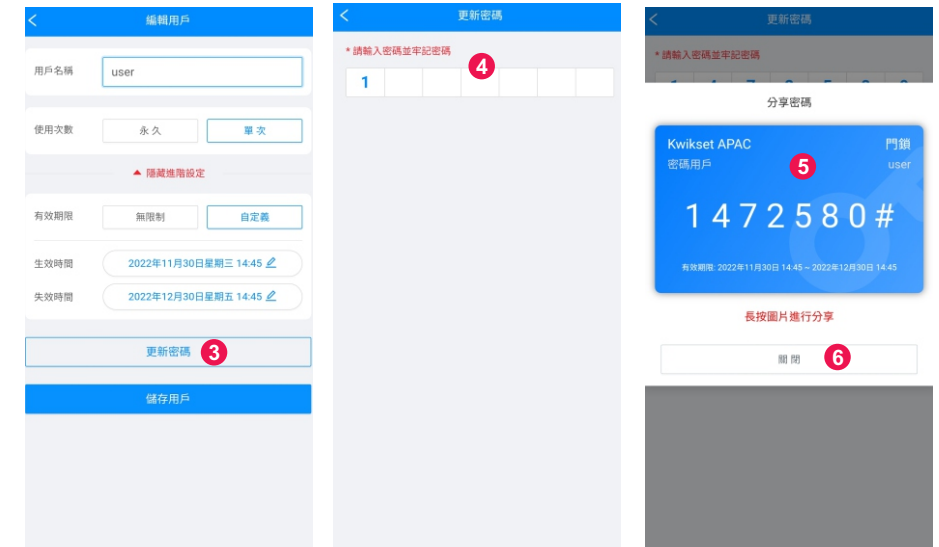 編輯用戶
用戶名稱
user
使用次數
永久
單次
隱藏進階設定
有效期限
無限制
自定義
生效時間
2022年11月30日星期三 14:45
失效時間
2022年12月30日星期五 14:45
更新密碼
3
儲存用戶
更新密碼
* 請輸入密碼並牢記密碼
4
1
更新密碼
* 請輸入密碼並牢記密碼
分享密碼
Kwikset APAC
門鎖
密碼用戶
5
user
1472580#
有效期限: 2022年11月30日 14:45 ~ 2022年12月30日 14:45
長按圖片進行分享
關閉
6